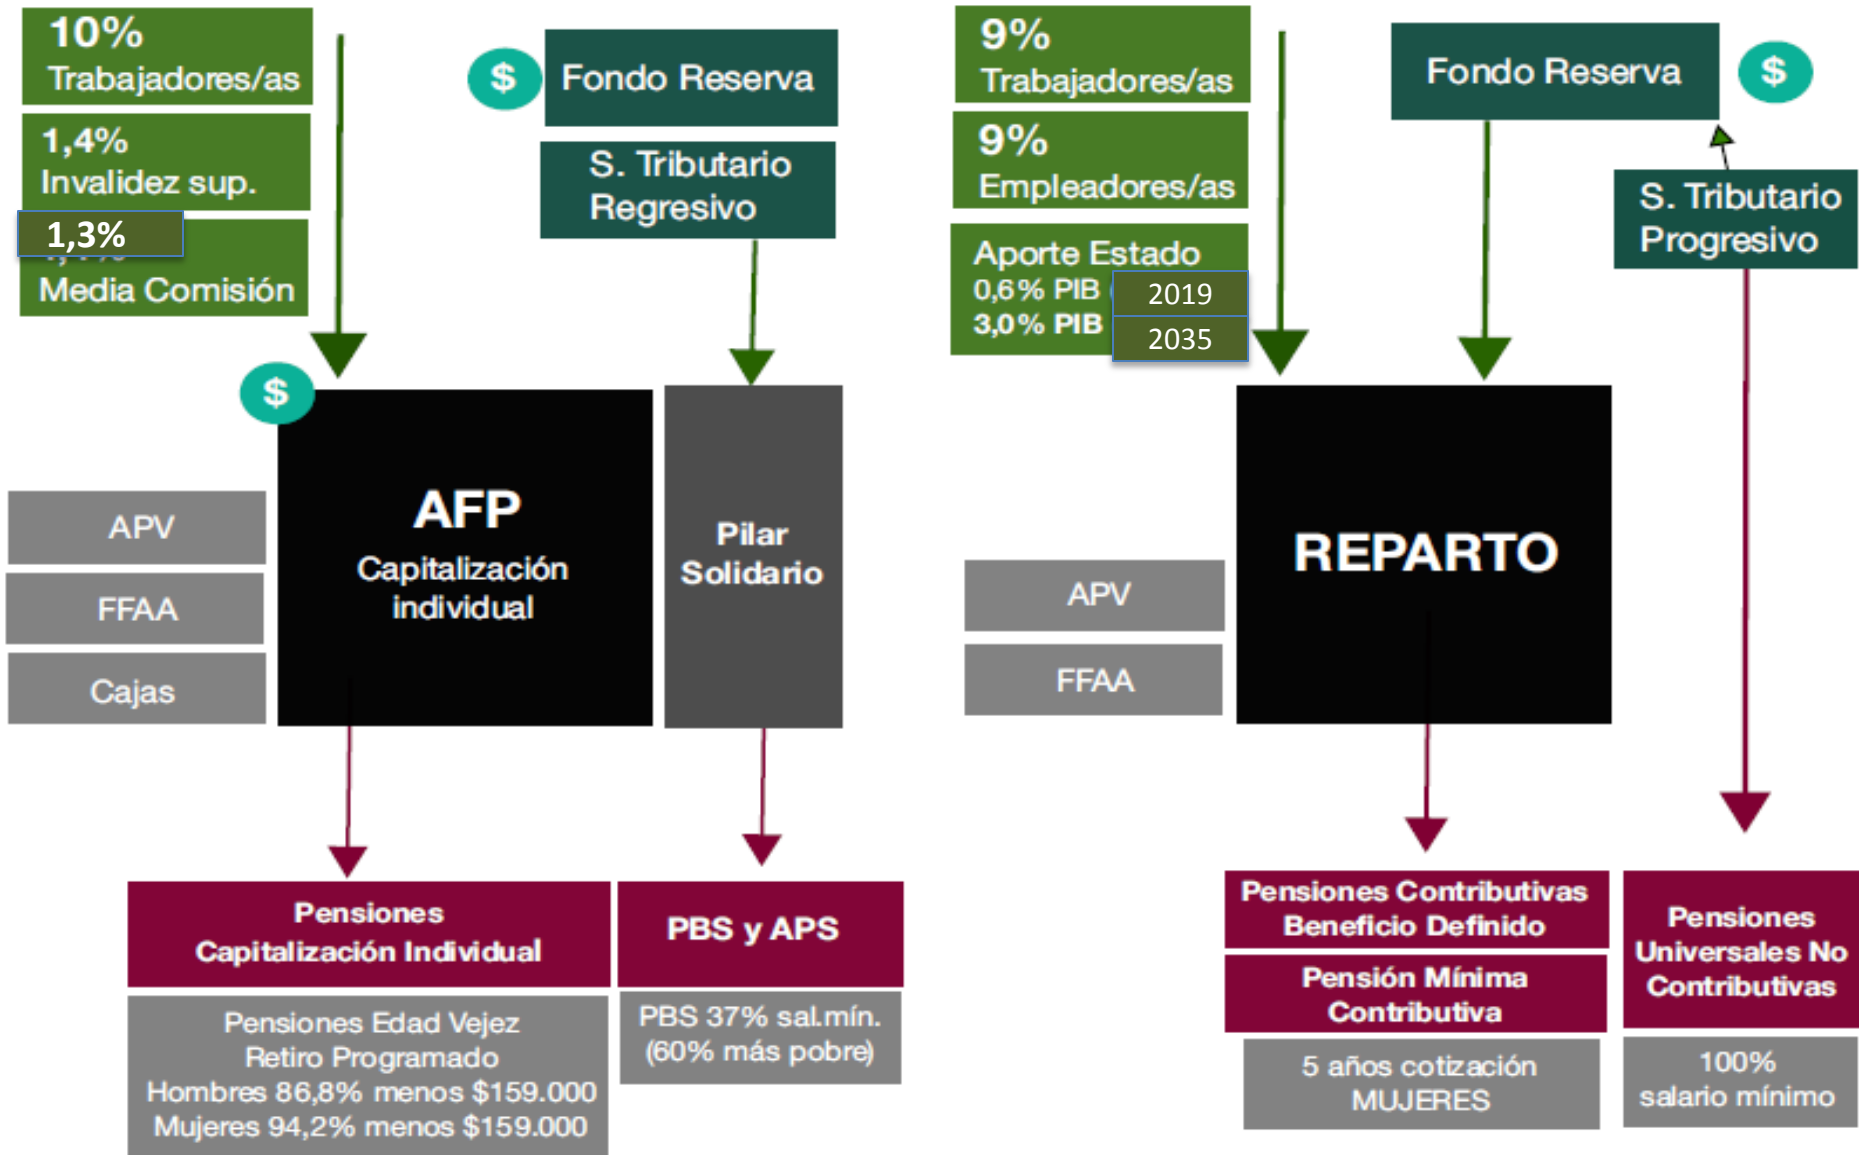 10%
Trabajadores/as
1,4%
Invalidez sup.
1,3%
Media Comisión
$
Fondo Reserva
S. Tributario
Regresivo
$
AFP
Capitalización
individual
Pilar
Solidario
APV
FFAA
Cajas
Pensiones
Capitalización Individual
PBS y APS
Pensiones Edad Vejez
Retiro Programado
Hombres 86,8% menos $159.000
Mujeres 94,2% menos $159.000
PBS 37% sal.mín.
(60% más pobre)
9%
Trabajadores/as
9%
Empleadores/as
Aporte Estado
0,6% PIB ( 2019
3,0% PIB 2035
Fondo Reserva
$
S. Tributario
Progresivo
REPARTO
APV
FFAA
Pensiones Contributivas
Beneficio Definido
Pensión Mínima
Contributiva
5 años cotización
MUJERES
Pensiones
Universales No
Contributivas
100%
salario mínimo